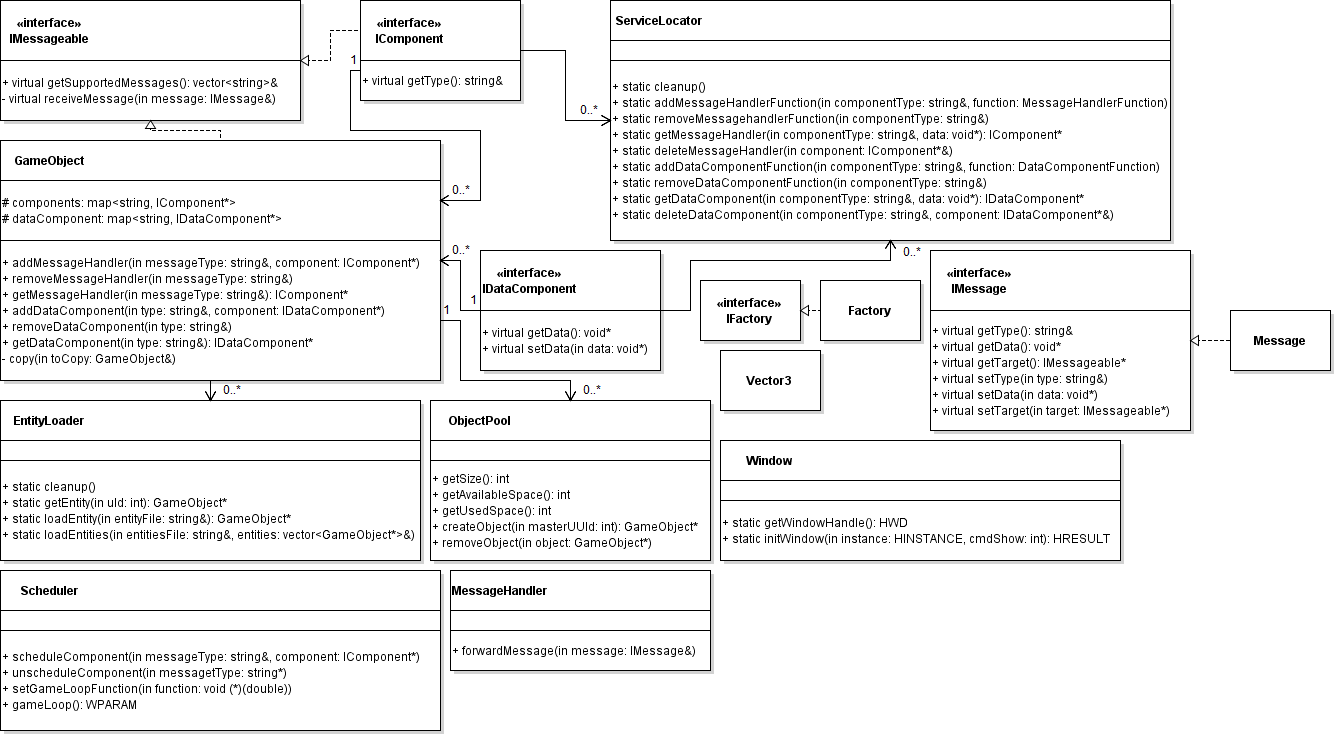 «interface»
IMessageable
+ virtual getSupportedMessages(): vector<string>&
- virtual receiveMessage(in message: IMessage&)
«interface»
IComponent
+ virtual getType(): string&
1
0..*
0..*
ServiceLocator
+ static cleanup()
+ static addMessageHandlerFunction(in componentType: string&, function: MessageHandlerFunction)
+ static removeMessagehandlerFunction(in componentType: string&)
+ static getMessageHandler(in componentType: string&, data: void*): IComponent*
+ static deleteMessageHandler(in component: IComponent*&)
+ static addDataComponentFunction(in componentType: string&, function: DataComponentFunction)
+ static removeDataComponentFunction(in componentType: string&)
+ static getDataComponent(in componentType: string&, data: void*): IDataComponent*
+ static deleteDataComponent(in componentType: string&, component: IDataComponent*&)
GameObject
# components: map<string, IComponent*>
# dataComponent: map<string, IDataComponent*>
+ addMessageHandler(in messageType: string&, component: IComponent*)
+ removeMessageHandler(in messageType: string&)
+ getMessageHandler(in messageType: string&): IComponent*
+ addDataComponent(in type: string&, component: IDataComponent*)
+ removeDataComponent(in type: string&)
+ getDataComponent(in type: string&): IDataComponent*
- copy(in toCopy: GameObject&)
0..*
1
1
0..*
«interface»
IDataComponent
+ virtual getData(): void*
+ virtual setData(in data: void*)
«interface»
IFactory
Factory
Vector3
«interface»
IMessage
+ virtual getType(): string&
+ virtual getData(): void*
+ virtual getTarget(): IMessageable*
+ virtual setType(in type: string&)
+ virtual setData(in data: void*)
+ virtual setTarget(in target: IMessageable*)
Message
0..*
0..*
EntityLoader
+ static cleanup()
+ static getEntity(in uId: int): GameObject*
+ static loadEntity(in entityFile: string&): GameObject*
+ static loadEntities(in entitiesFile: string&, entities: vector<GameObject*>&)
ObjectPool
+ getSize(): int
+ getAvailableSpace(): int
+ getUsedSpace(): int
+ createObject(in masterUUId: int): GameObject*
+ removeObject(in object: GameObject*)
Window
+ static getWindowHandle(): HWD
+ static initWindow(in instance: HINSTANCE, cmdShow: int): HRESULT
Scheduler
+ scheduleComponent(in messageType: string&, component: IComponent*)
+ unscheduleComponent(in messagetType: string*)
+ setGameLoopFunction(in function: void (*)(double))
+ gameLoop(): WPARAM
MessageHandler
+ forwardMessage(in message: IMessage&)